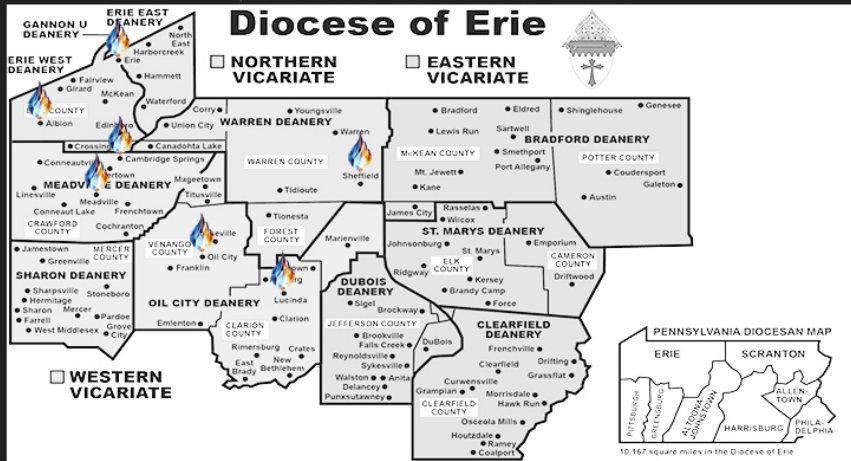 Diocese of Erie
ERIE EAST
DEANERY
GANNON U
DEANERY
ERIE WEST
DEANERY
NORTHERN
VICARIATE
EASTERN
VICARIATE
North
East
Harborcreek
Erie
Hammett
Fairview
Girard
McKean
Waterford
COUNTY
Albion
Union City
Corry
Crossing
Canadohta Lake
Cambridge Springs
MEADVILLE DEANERY
Mageetown
Titusville
Linesville
Meadville
Conneaut Lake
Frenchtown
Cochranton
CRAWFORD
COUNTY
WARREN DEANERY
Youngsville
Warren
WARREN COUNTY
Sheffield
Tidioute
BRADFORD DEANERY
Bradford
Eldred
Shinglehouse
Genesee
Lewis Run
Sartwell
McKEAN COUNTY
Smethport
Port Allegany
POTTER COUNTY
Mt. Jewett
Kane
Coudersport
Galeton
Austin
Jamestown
Greenville
MERCER
COUNTY
SHARON DEANERY
Sharpsville
Stoneboro
Hermitage
Sharon
Mercer
Farrell
Pardoe
West Middlesex
Grove
City
VENANGO
COUNTY
Oil City
Franklin
OIL CITY DEANERY
Emlenton
Tionesta
FOREST
COUNTY
Marienville
Lucinda
CLARION
COUNTY
Clarion
Rimersburg
Crates
East
Brady
New
Bethlehem
James City
Rasselas
Wilcox
ST. MARYS DEANERY
Johnsonburg
St. Marys
Emporium
Ridgway
ELK
COUNTY
CAMERON
COUNTY
Kersey
Driftwood
Brandy Camp
Force
DUBOIS
DEANERY
Sigel
Brockway
JEFFERSON COUNTY
Brookville
Falls Creek
DuBois
Reynoldsville
Sykesville
Walston
Anita
Delancey
Punxsutawney
CLEARFIELD
DEANERY
Frenchville
Clearfield
Drifting
Grassflat
Curwensville
Grampian
Morrisdale
Hawk Run
CLEARFIELD
COUNTY
Osceola Mills
Houtzdale
Ramey
Coalport
WESTERN
VICARIATE
PENNSYLVANIA DIOCESAN MAP
ERIE
SCRANTON
PITTSBURGH
GREENSBURG
ALTOONA-
JOHNSTOWN
HARRISBURG
ALLEN-
TOWN
PHILA-
DELPHIA
10,167 square miles in the Diocese of Erie